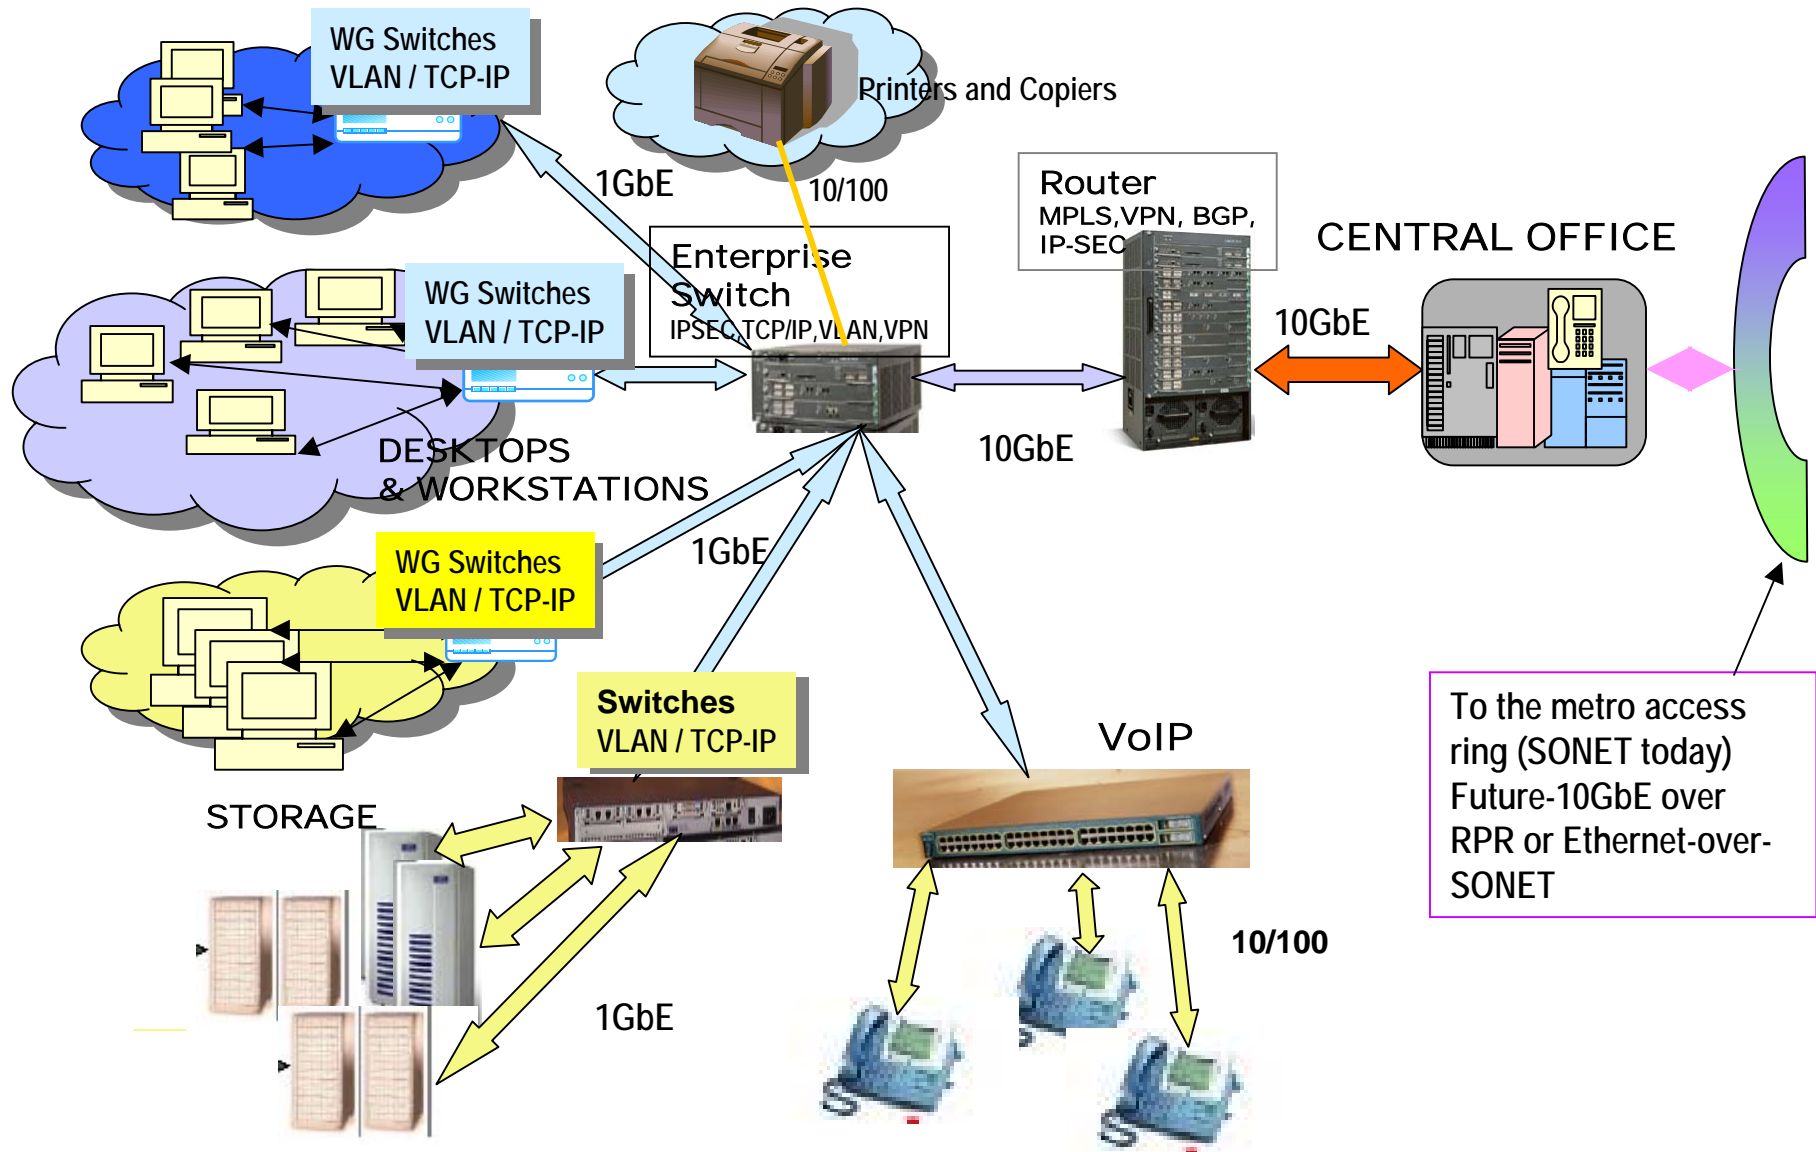 WG Switches
VLAN / TCP-IP
Printers and Copiers
1GbE
10/100
Router
MPLS,VPN, BGP,
IP-SEC
CENTRAL OFFICE
Enterprise
Switch
IPSEC,TCP/IP,VLAN,VPN
WG Switches
VLAN / TCP-IP
10GbE
10GbE
DESKTOPS
& WORKSTATIONS
WG Switches
VLAN / TCP-IP
1GbE
Switches
VLAN / TCP-IP
VoIP
To the metro access
ring (SONET today)
Future-10GbE over
RPR or Ethernet-over-
SONET
STORAGE
10/100
1GbE